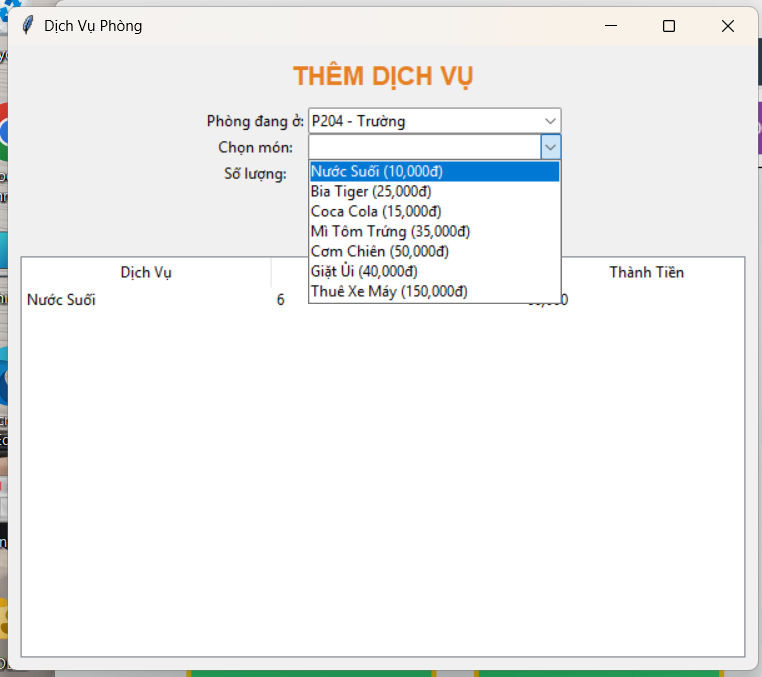 Dịch Vụ Phòng
THÊM DỊCH VỤ
Phòng đang ở: P204 - Trường
Chọn món:
Số lượng:
Nước Suối (10,000đ)
Bia Tiger (25,000đ)
Coca Cola (15,000đ)
Mì Tôm Trứng (35,000đ)
Cơm Chiên (50,000đ)
Giặt Ủi (40,000đ)
Thuê Xe Máy (150,000đ)
Dịch Vụ Thành Tiền
Nước Suối 6